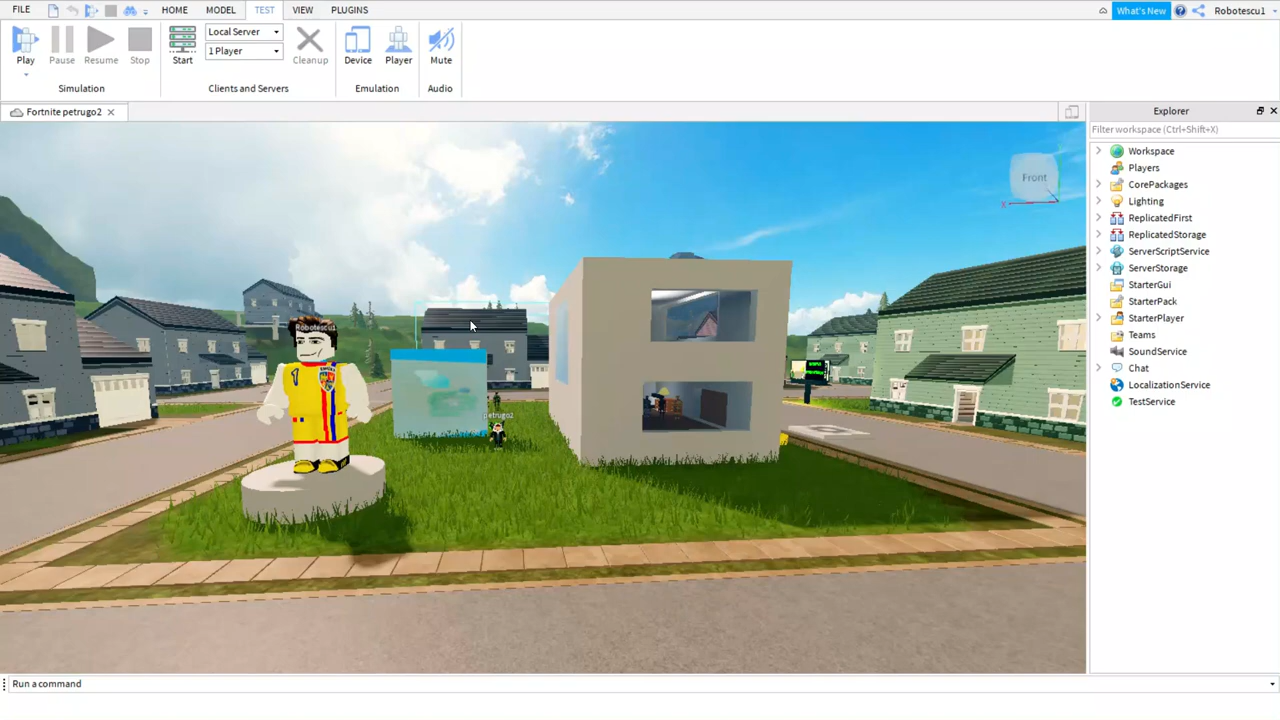 FILE HOME MODEL TEST VIEW PLUGINS What's New Robotescu1
Play Pause Resume Stop Start Local Server 1 Player Cleanup Device Player Mute
Simulation Clients and Servers Emulation Audio
Fortnite petrugo2 Explorer
Filter workspace (Ctrl+Shift+X)
Workspace
Players
CorePackages
Lighting
ReplicatedFirst
ReplicatedStorage
ServerScriptService
ServerStorage
StarterGui
StarterPack
StarterPlayer
Teams
SoundService
Chat
LocalizationService
TestService
Front
X
Robotescu1
petrugo2
Run a command